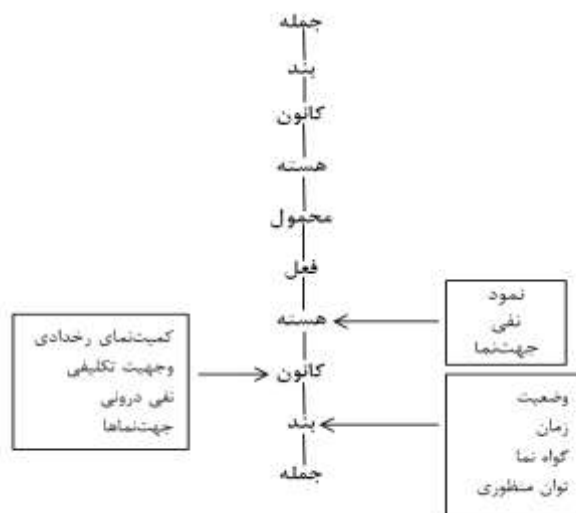 جمله
بند
کانون
هسته
محمول
فعل
هسته
کانون
بند
جمله
نمود
نفی
جهت‌نما
کمیت‌نمای رخدادی
وجهیت تکلیفی
نفی درونی
جهت‌نماها
وضعیت
زمان
گواه نما
توان منظوری